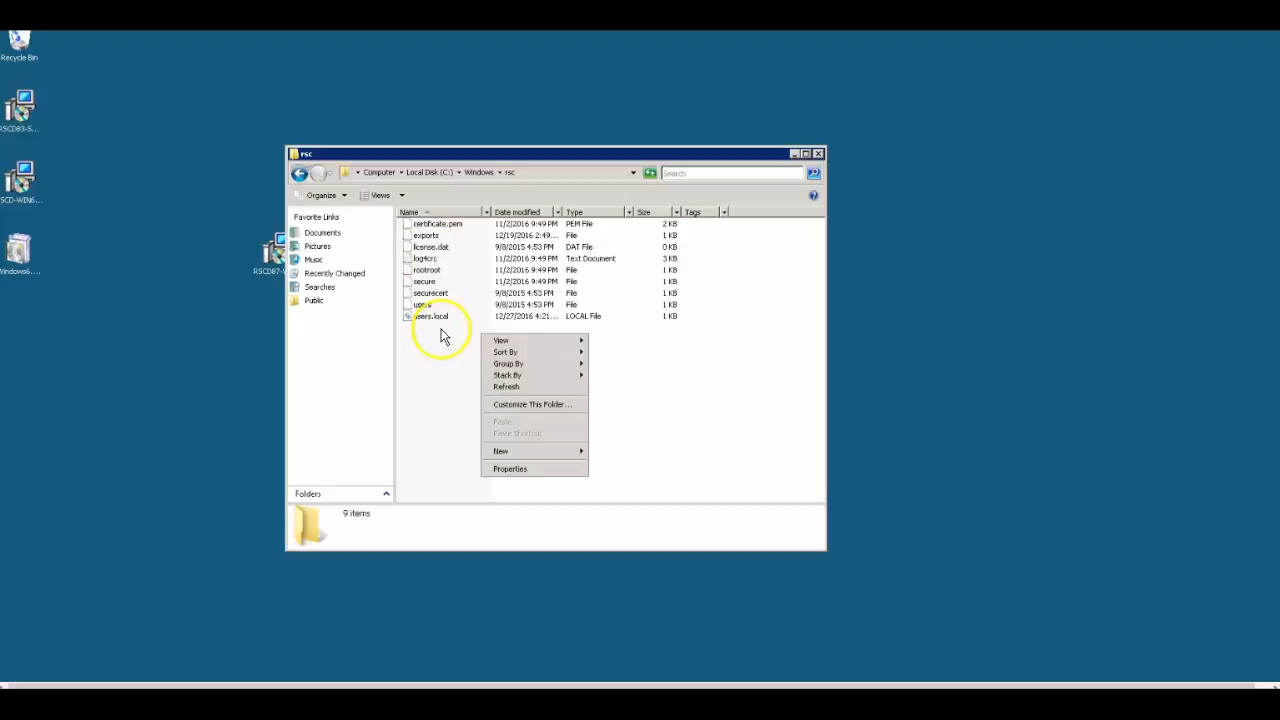 Recycle Bin
RSCD83-S...
SCD-WIN6...
Windows6....
RSCD87-
rsc
Computer Local Disk (C:) Windows rsc
Search
Organize Views
Favorite Links
Documents
Pictures
Music
Recently Changed
Searches
Public
Folders
Name Date modified Type Size Tags
certificate.pem 11/2/2016 9:49 PM PEM File 2 KB
exports 12/19/2016 2:49... File 1 KB
license.dat 9/8/2015 4:53 PM DAT File 0 KB
log4crc 11/2/2016 9:49 PM Text Document 3 KB
rootroot 11/2/2016 9:49 PM File 1 KB
secure 11/2/2016 9:49 PM File 1 KB
securecert 9/8/2015 4:53 PM File 1 KB
users 9/8/2015 4:53 PM File 1 KB
users.local 12/27/2016 4:21... LOCAL File 1 KB
View
Sort By
Group By
Stack By
Refresh
Customize This Folder...
Paste
Paste Shortcut
New
Properties
9 items